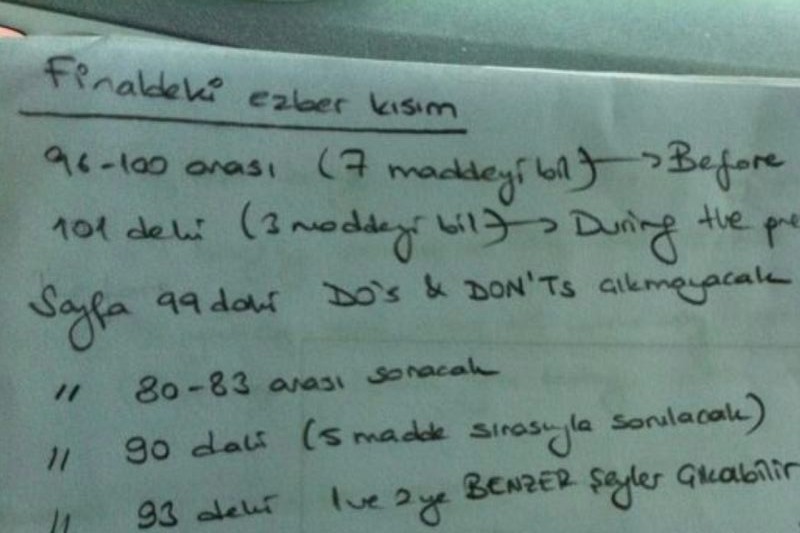 Finaldeki ezber kısım
96-100 arası (7 maddeyi bil) → Before
101 deki (3 maddeyi bil) → During the pre
Sayfa 99 daki DO's & DON'Ts çıkmayacak
" 80-83 arası soracak
" 90 daki (5 madde sırasıyla sorulacak)
" 93 deki 1 ve 2 ye BENZER şeyler çıkabilir